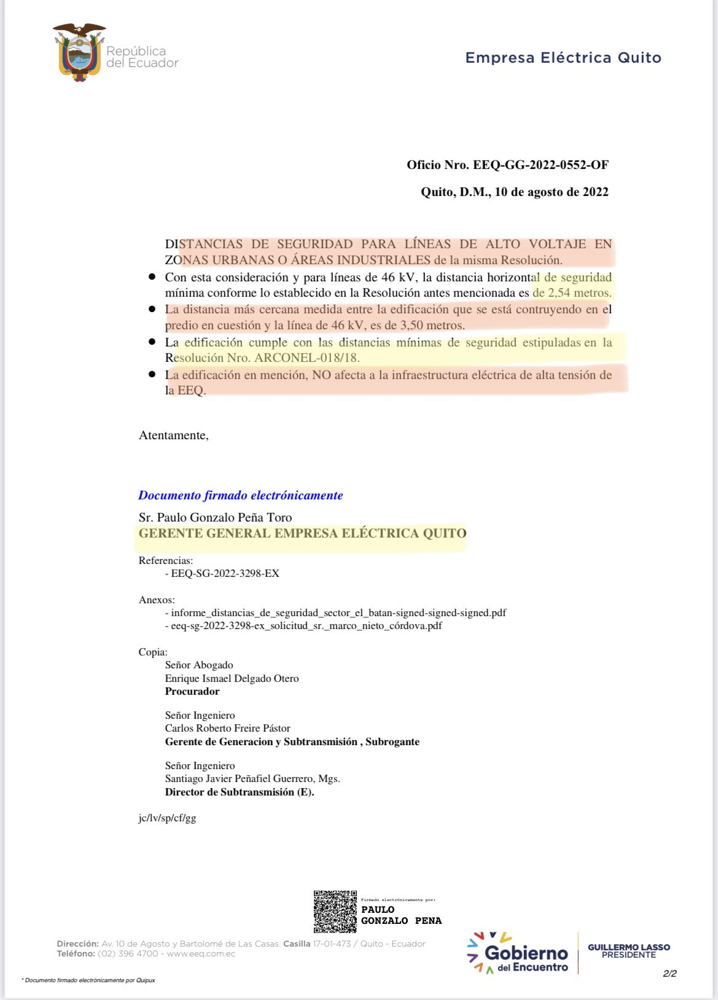 República
del Ecuador
Empresa Eléctrica Quito
Oficio Nro. EEQ-GG-2022-0552-OF
Quito, D.M., 10 de agosto de 2022
DISTANCIAS DE SEGURIDAD PARA LÍNEAS DE ALTO VOLTAJE EN
ZONAS URBANAS O ÁREAS INDUSTRIALES de la misma Resolución.
● Con esta consideración y para líneas de 46 kV, la distancia horizontal de seguridad
mínima conforme lo establecido en la Resolución antes mencionada es de 2,54 metros.
● La distancia más cercana medida entre la edificación que se está contruyendo en el
predio en cuestión y la línea de 46 kV, es de 3,50 metros.
● La edificación cumple con las distancias mínimas de seguridad estipuladas en la
Resolución Nro. ARCONEL-018/18.
● La edificación en mención, NO afecta a la infraestructura eléctrica de alta tensión de
la EEQ.
Atentamente,
Documento firmado electrónicamente
Sr. Paulo Gonzalo Peña Toro
GERENTE GENERAL EMPRESA ELÉCTRICA QUITO
Referencias:
- EEQ-SG-2022-3298-EX
Anexos:
- informe_distancias_de_seguridad_sector_el_batan-signed-signed-signed.pdf
- eeq-sg-2022-3298-ex_solicitud_sr._marco_nieto_córdova.pdf
Copia:
Señor Abogado
Enrique Ismael Delgado Otero
Procurador
Señor Ingeniero
Carlos Roberto Freire Pástor
Gerente de Generacion y Subtransmisión , Subrogante
Señor Ingeniero
Santiago Javier Peñafiel Guerrero, Mgs.
Director de Subtransmisión (E).
jc/lv/sp/cf/gg
Firmado electrónicamente por:
PAULO
GONZALO PENA
Dirección: Av. 10 de Agosto y Bartolomé de Las Casas. Casilla 17-01-473 / Quito - Ecuador
Teléfono: (02) 396 4700 - www.eeq.com.ec
Gobierno
del Encuentro
GUILLERMO LASSO
PRESIDENTE
2/2
* Documento firmado electrónicamente por Quipux